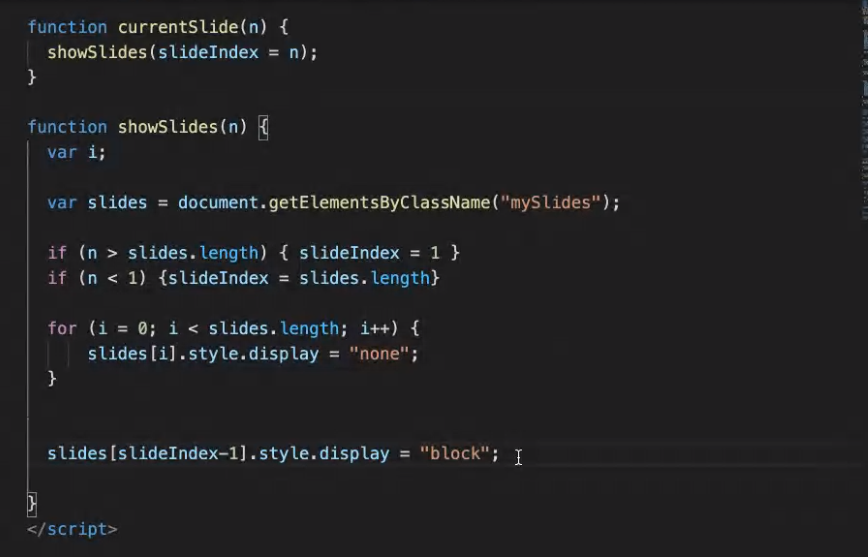 function currentSlide(n) {
showSlides(slideIndex = n);
}
function showSlides(n) {
var i;
var slides = document.getElementsByClassName("mySlides");
if (n > slides.length) { slideIndex = 1 }
if (n < 1) {slideIndex = slides.length}
for (i = 0; i < slides.length; i++) {
slides[i].style.display = "none";
}
slides[slideIndex-1].style.display = "block";
}
</script>